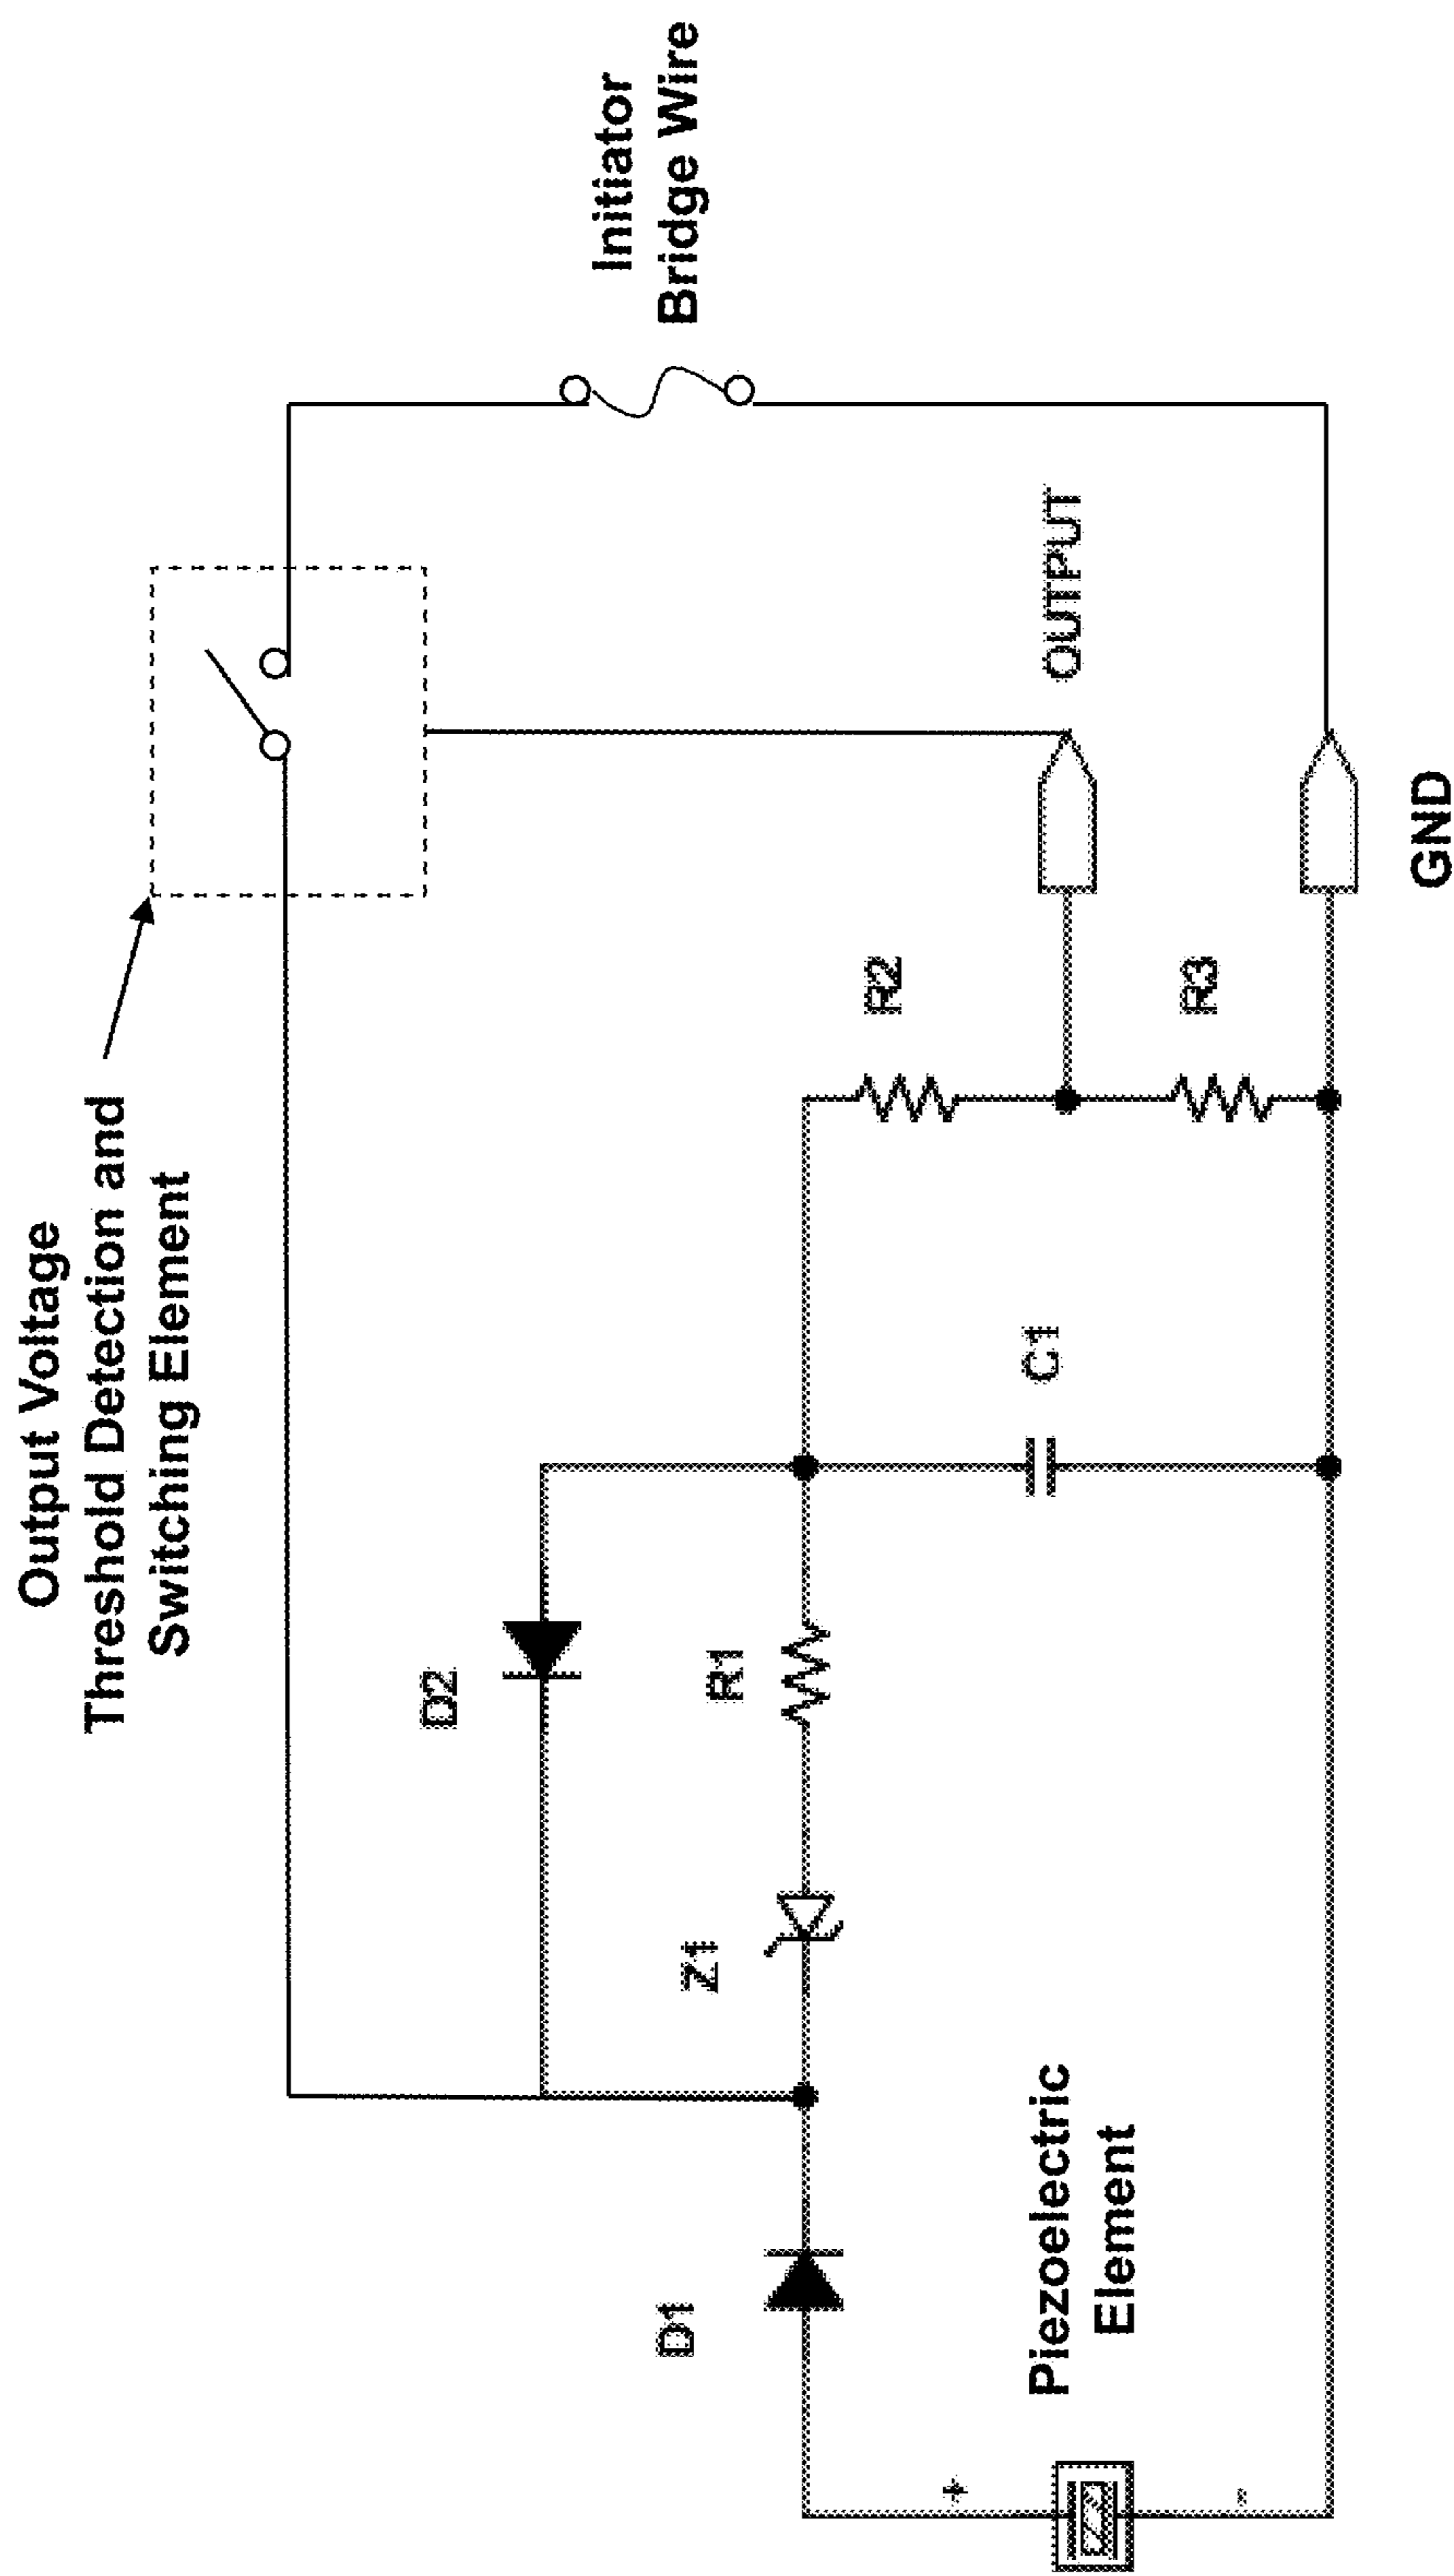 Output Voltage
Threshold Detection and
Switching Element
Initiator
Bridge Wire
D2
R1
Z1
D1
C1
R2
R3
OUTPUT
GND
Piezoelectric
Element
+
-